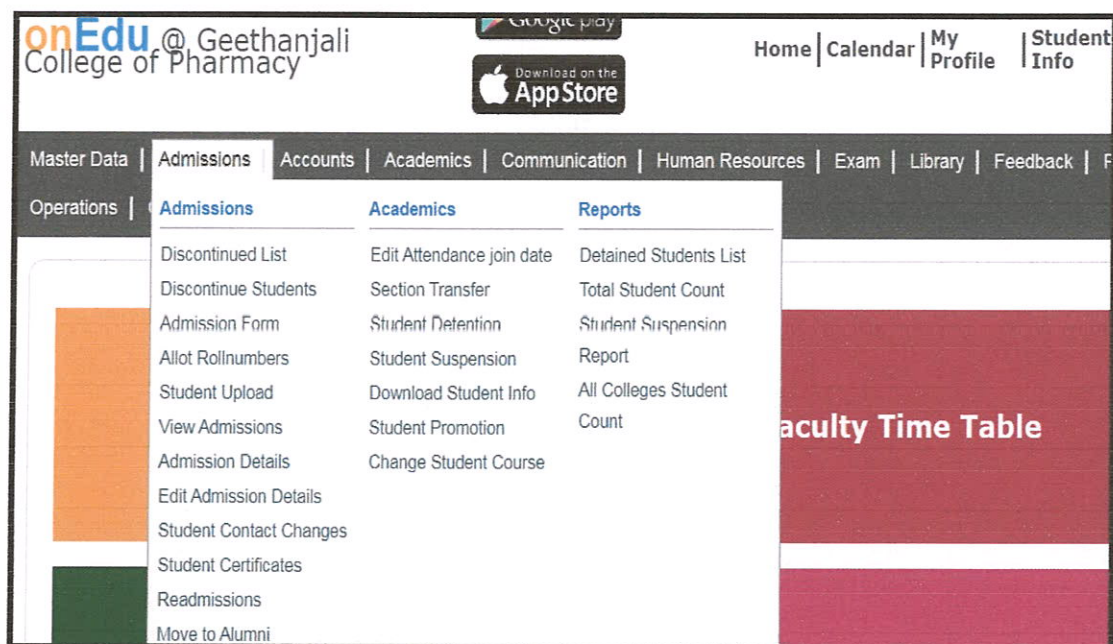 Google play
onEdu @ Geethanjali
College of Pharmacy
Download on the
App Store
Home | Calendar | My Profile | Student Info
Master Data | Admissions Accounts | Academics | Communication | Human Resources | Exam | Library | Feedback |
Operations |
Admissions
Discontinued List
Discontinue Students
Admission Form
Allot Rollnumbers
Student Upload
View Admissions
Admission Details
Edit Admission Details
Student Contact Changes
Student Certificates
Readmissions
Move to Alumni
Academics
Edit Attendance join date
Section Transfer
Student Detention
Student Suspension
Download Student Info
Student Promotion
Change Student Course
Reports
Detained Students List
Total Student Count
Student Suspension
Report
All Colleges Student
Count
aculty Time Table